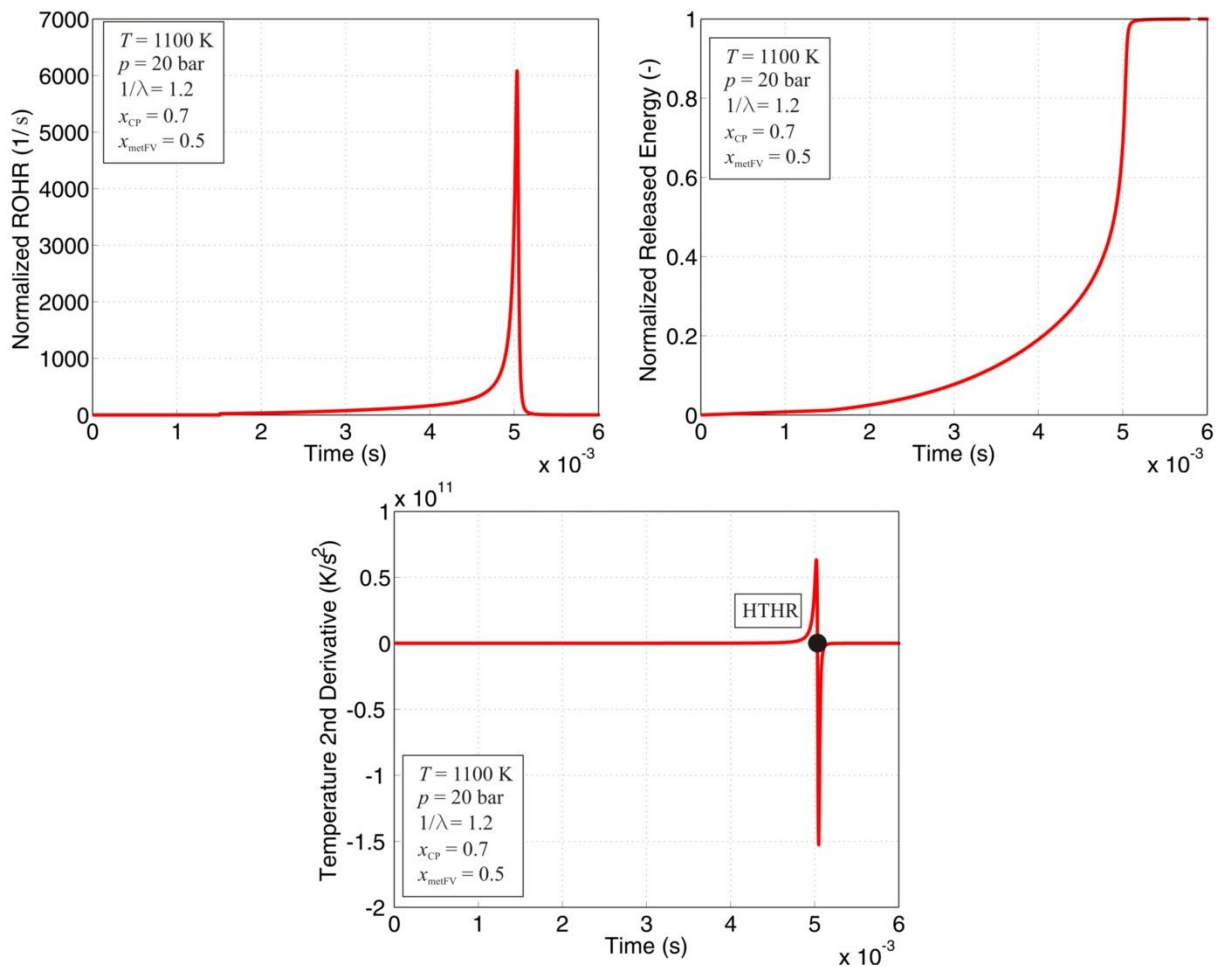 Normalized ROHR (1/s)
7000
6000
5000
4000
3000
2000
1000
0
T = 1100 K
p = 20 bar
1/λ = 1.2
xCP = 0.7
xmetFV = 0.5
0 1 2 3 4 5 6
Time (s)
x 10-3
Normalized Released Energy (-)
1
0.8
0.6
0.4
0.2
0
T = 1100 K
p = 20 bar
1/λ = 1.2
xCP = 0.7
xmetFV = 0.5
0 1 2 3 4 5 6
Time (s)
x 10-3
Temperature 2nd Derivative (K/s2)
x 1011
1
0.5
0
-0.5
-1
-1.5
-2
HTHR
T = 1100 K
p = 20 bar
1/λ = 1.2
xCP = 0.7
xmetFV = 0.5
0 1 2 3 4 5 6
Time (s)
x 10-3